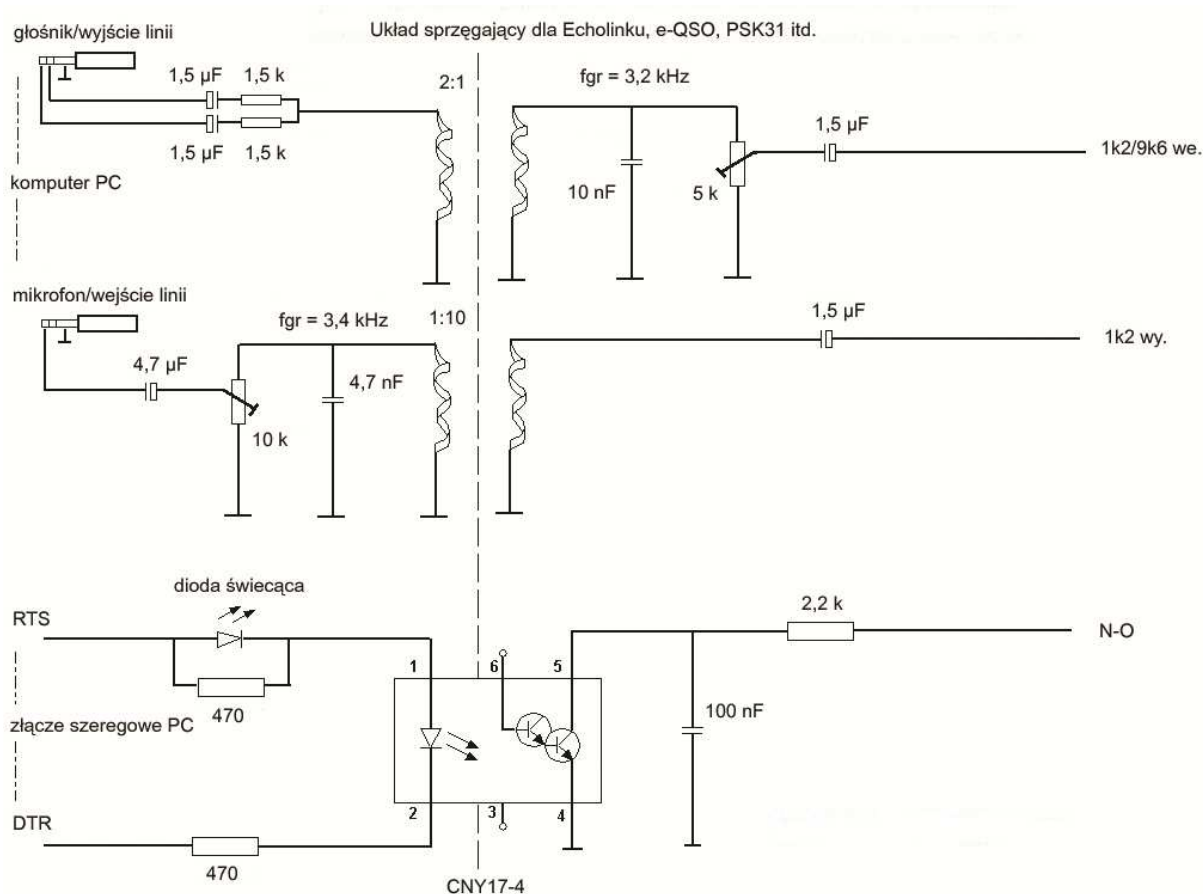 Układ sprzęgający dla Echolinku, e-QSO, PSK31 itd.
głośnik/wyjście linii
1,5 µF
1,5 k
2:1
fgr = 3,2 kHz
1,5 µF
1,5 k
1,5 µF
1k2/9k6 we.
komputer PC
10 nF
5 k
mikrofon/wejście linii
fgr = 3,4 kHz
1:10
1,5 µF
1k2 wy.
4,7 µF
4,7 nF
10 k
dioda świecąca
RTS
2,2 k
N-O
1
6
5
470
złącze szeregowe PC
100 nF
2
3
4
DTR
470
CNY17-4